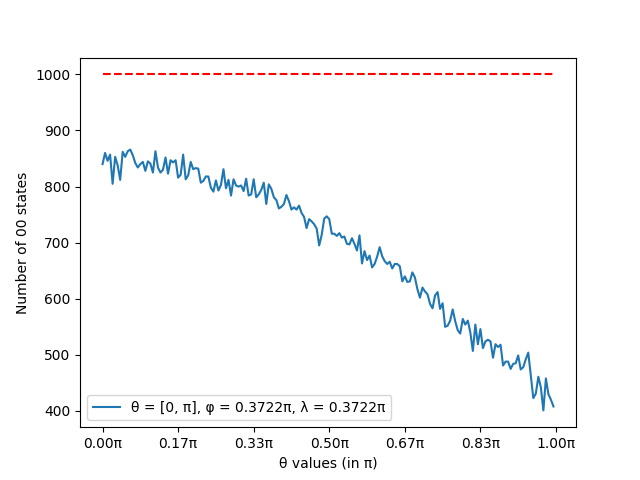 1000
900
800
700
600
500
400
Number of 00 states
θ = [0, π], φ = 0.3722π, λ = 0.3722π
0.00π 0.17π 0.33π 0.50π 0.67π 0.83π 1.00π
θ values (in π)